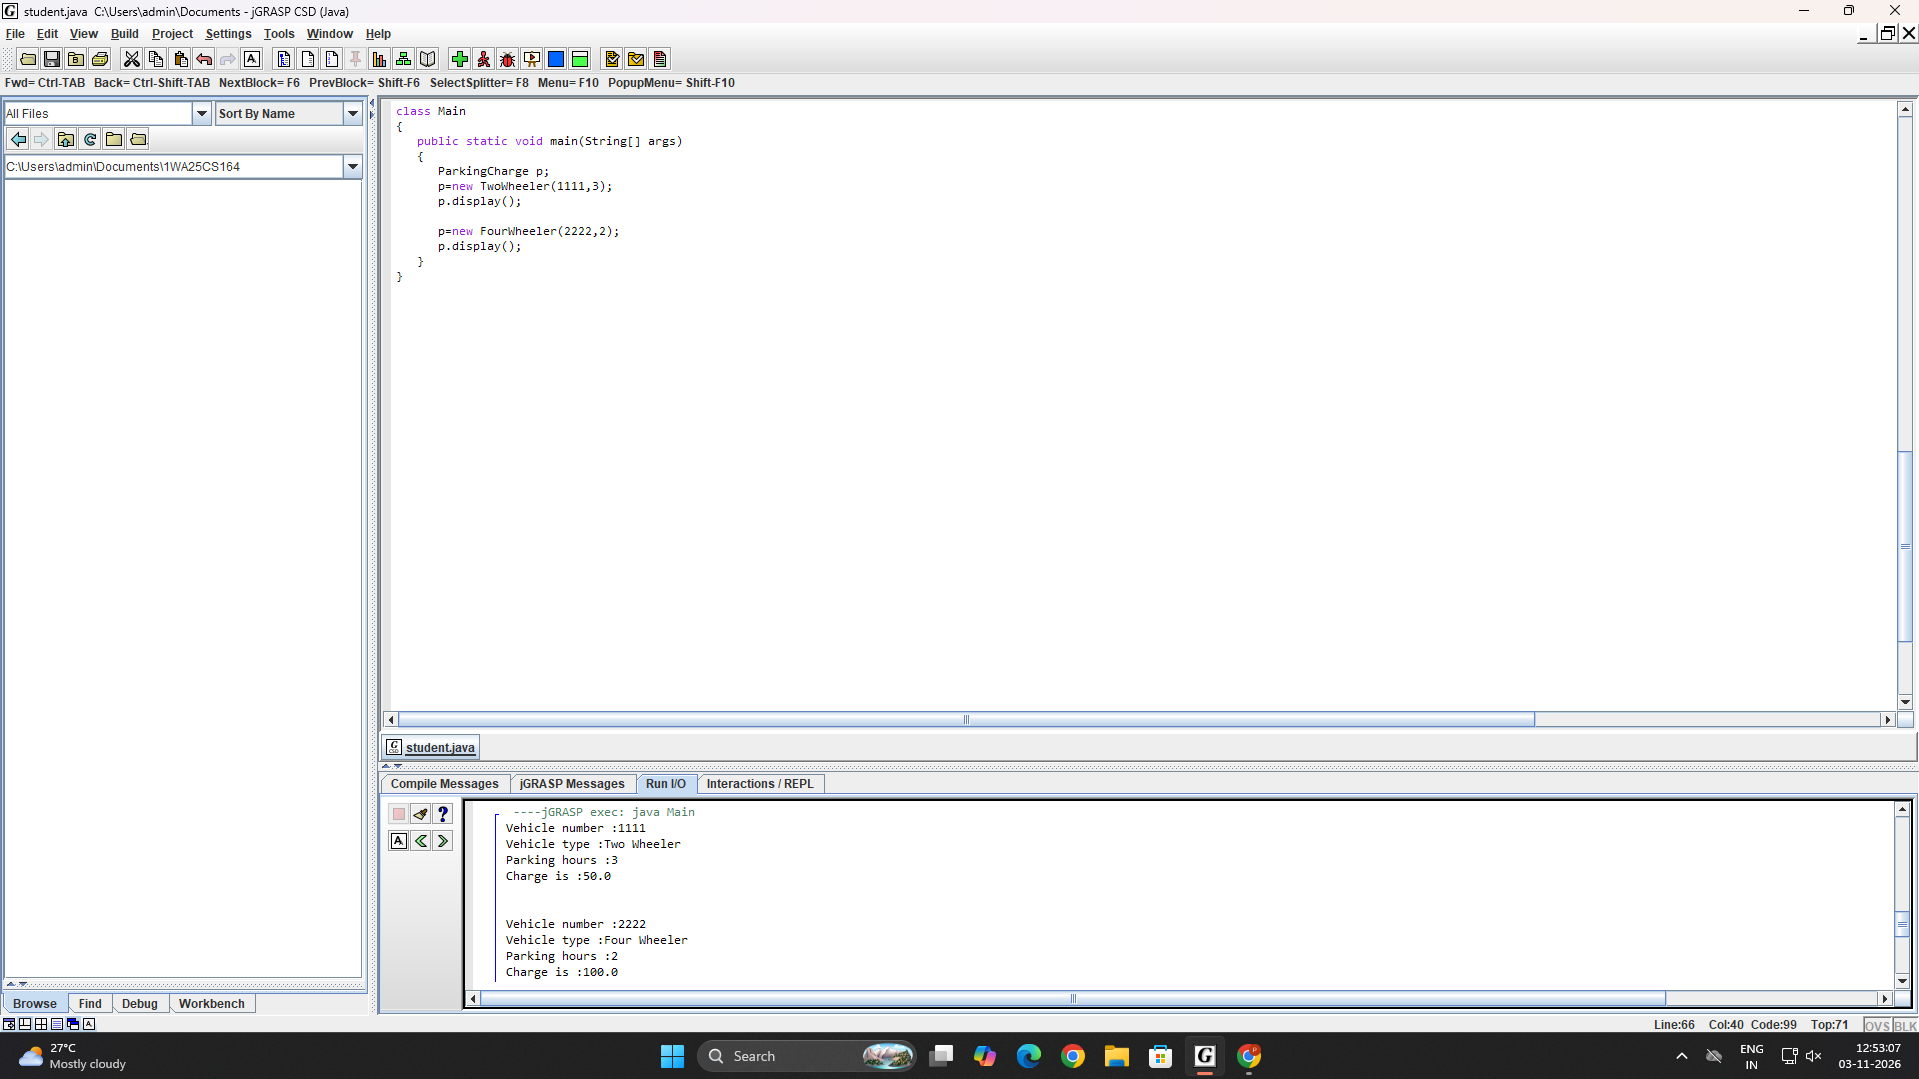 student.java  C:\Users\admin\Documents - jGRASP CSD (Java)
File Edit View Build Project Settings Tools Window Help
Fwd= Ctrl-TAB  Back= Ctrl-Shift-TAB  NextBlock= F6  PrevBlock= Shift-F6  SelectSplitter= F8  Menu= F10  PopupMenu= Shift-F10
All Files
Sort By Name
C:\Users\admin\Documents\1WA25CS164
class Main
{
public static void main(String[] args)
{
ParkingCharge p;
p=new TwoWheeler(1111,3);
p.display();
p=new FourWheeler(2222,2);
p.display();
}
}
student.java
Compile Messages
jGRASP Messages
Run I/O
Interactions / REPL
----jGRASP exec: java Main
Vehicle number :1111
Vehicle type :Two Wheeler
Parking hours :3
Charge is :50.0
Vehicle number :2222
Vehicle type :Four Wheeler
Parking hours :2
Charge is :100.0
Browse
Find
Debug
Workbench
Line:66  Col:40  Code:99  Top:71  OVS BLK
27°C
Mostly cloudy
Search
ENG
IN
12:53:07
03-11-2026